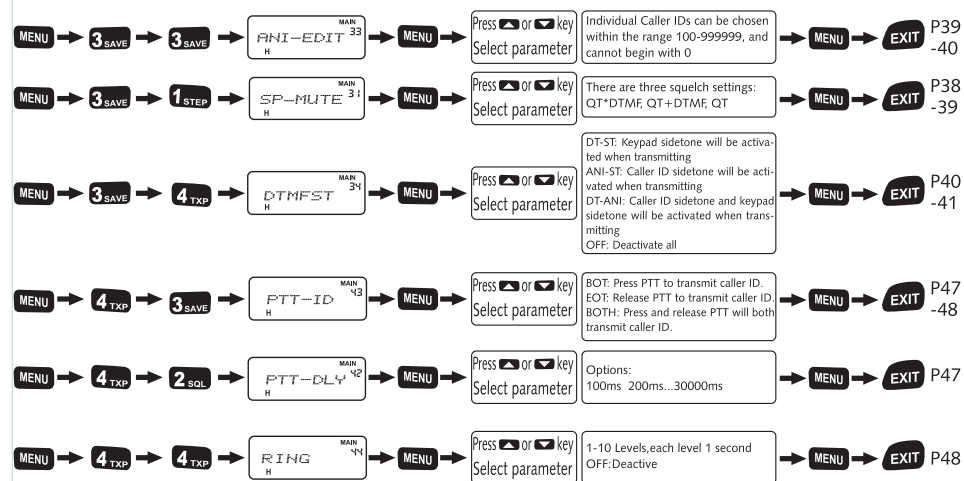 MENU 3 SAVE 3 SAVE MAIN ANI-EDIT 33 H MENU Press or key Select parameter
Individual Caller IDs can be chosen
within the range 100-999999, and
cannot begin with 0
MENU EXIT P39
-40
MENU 3 SAVE 1 STEP MAIN SP-MUTE 31 H MENU Press or key Select parameter
There are three squelch settings:
QT*DTMF, QT+DTMF, QT
MENU EXIT P38
-39
MENU 3 SAVE 4 TXP MAIN DTMFST 34 H MENU Press or key Select parameter
DT-ST: Keypad sidetone will be activa-
ted when transmitting
ANI-ST: Caller ID sidetone will be acti-
vated when transmitting
DT-ANI: Caller ID sidetone and keypad
sidetone will be activated when trans-
mitting
OFF: Deactivate all
MENU EXIT P40
-41
MENU 4 TXP 3 SAVE MAIN PTT-ID 43 H MENU Press or key Select parameter
BOT: Press PTT to transmit caller ID.
EOT: Release PTT to transmit caller ID.
BOTH: Press and release PTT will both
transmit caller ID.
MENU EXIT P47
-48
MENU 4 TXP 2 SQL MAIN PTT-DLY 42 H MENU Press or key Select parameter
Options:
100ms 200ms...30000ms
MENU EXIT P47
MENU 4 TXP 4 TXP MAIN RING 44 H MENU Press or key Select parameter
1-10 Levels,each level 1 second
OFF:Deactive
MENU EXIT P48